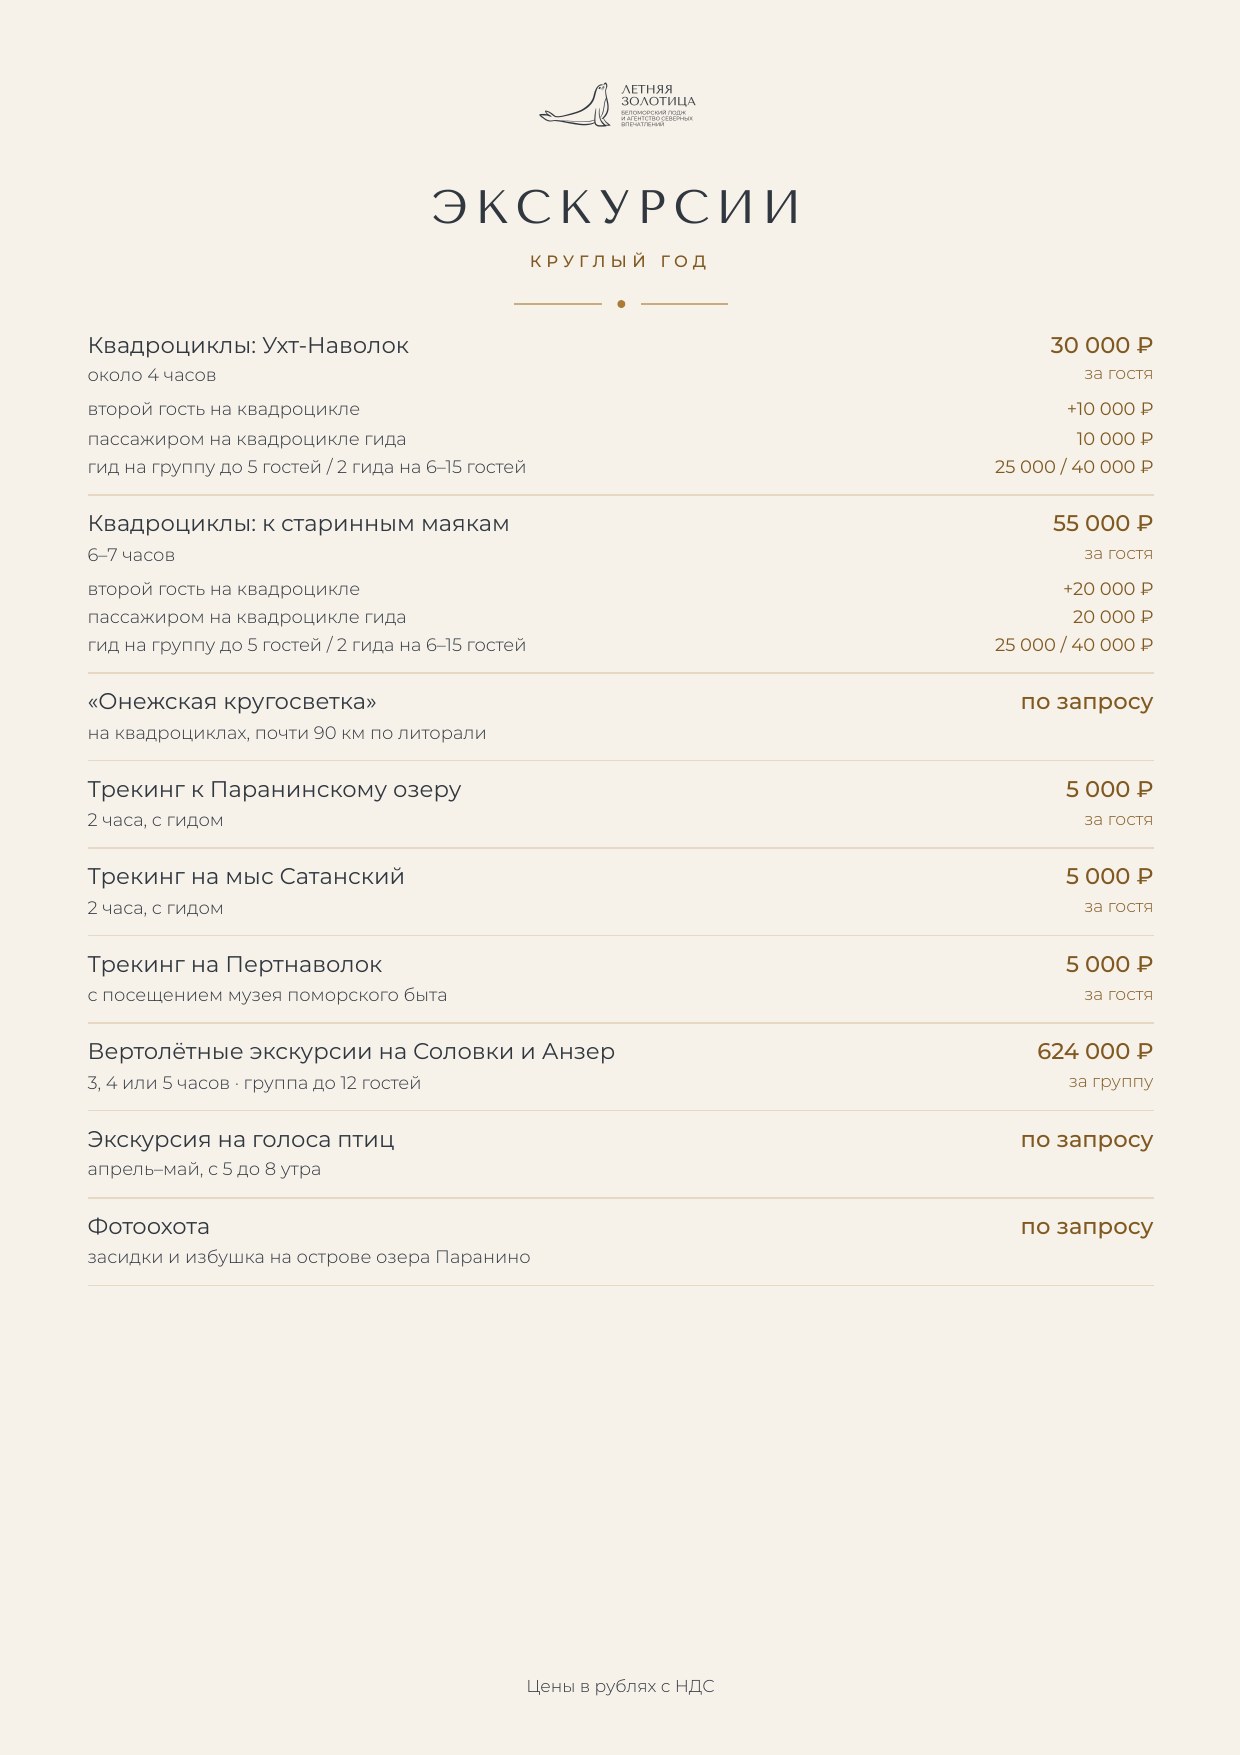 ЛЕТНЯЯ
ЗОЛОТИЦА
БЕЛОМОРСКИЙ ЛОДЖ
И АГЕНТСТВО СЕВЕРНЫХ
ВПЕЧАТЛЕНИЙ
ЭКСКУРСИИ
КРУГЛЫЙ ГОД
Квадроциклы: Ухт-Наволок 30 000 ₽
около 4 часов за гостя
второй гость на квадроцикле +10 000 ₽
пассажиром на квадроцикле гида 10 000 ₽
гид на группу до 5 гостей / 2 гида на 6–15 гостей 25 000 / 40 000 ₽
Квадроциклы: к старинным маякам 55 000 ₽
6–7 часов за гостя
второй гость на квадроцикле +20 000 ₽
пассажиром на квадроцикле гида 20 000 ₽
гид на группу до 5 гостей / 2 гида на 6–15 гостей 25 000 / 40 000 ₽
«Онежская кругосветка» по запросу
на квадроциклах, почти 90 км по литорали
Трекинг к Паранинскому озеру 5 000 ₽
2 часа, с гидом за гостя
Трекинг на мыс Сатанский 5 000 ₽
2 часа, с гидом за гостя
Трекинг на Пертнаволок 5 000 ₽
с посещением музея поморского быта за гостя
Вертолётные экскурсии на Соловки и Анзер 624 000 ₽
3, 4 или 5 часов · группа до 12 гостей за группу
Экскурсия на голоса птиц по запросу
апрель–май, с 5 до 8 утра
Фотоохота по запросу
засидки и избушка на острове озера Паранино
Цены в рублях с НДС